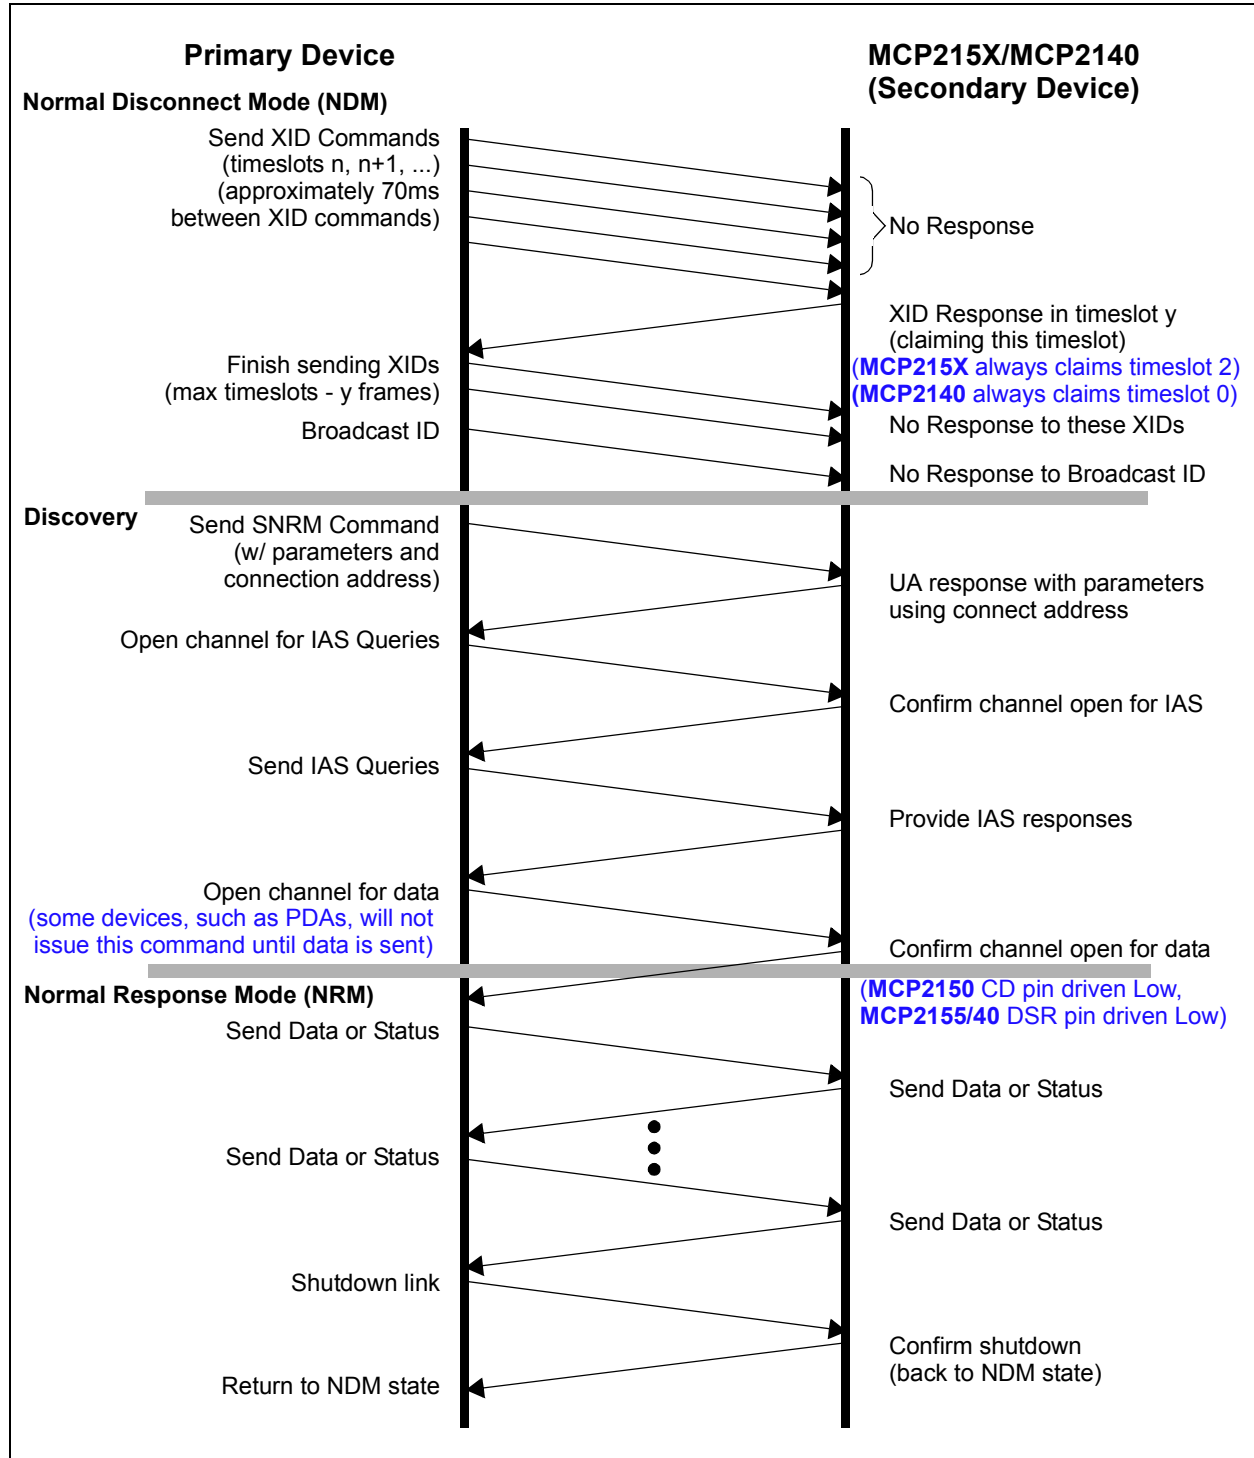 Primary Device
MCP215X/MCP2140
(Secondary Device)
Normal Disconnect Mode (NDM)
Send XID Commands
(timeslots n, n+1, ...)
(approximately 70ms
between XID commands)
No Response
XID Response in timeslot y
(claiming this timeslot)
(MCP215X always claims timeslot 2)
(MCP2140 always claims timeslot 0)
Finish sending XIDs
(max timeslots - y frames)
No Response to these XIDs
Broadcast ID
No Response to Broadcast ID
Discovery
Send SNRM Command
(w/ parameters and
connection address)
UA response with parameters
using connect address
Open channel for IAS Queries
Confirm channel open for IAS
Send IAS Queries
Provide IAS responses
Open channel for data
(some devices, such as PDAs, will not
issue this command until data is sent)
Confirm channel open for data
(MCP2150 CD pin driven Low,
MCP2155/40 DSR pin driven Low)
Normal Response Mode (NRM)
Send Data or Status
Send Data or Status
Send Data or Status
Send Data or Status
Shutdown link
Confirm shutdown
(back to NDM state)
Return to NDM state